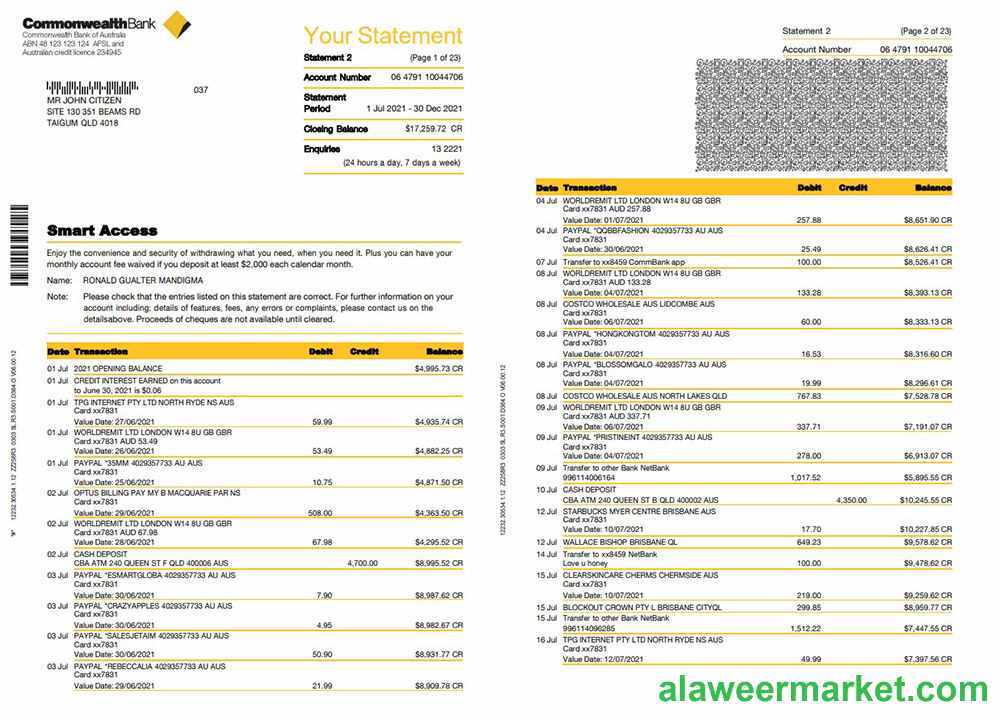 CommonwealthBank
Commonwealth Bank of Australia
ABN 48 123 123 124 AFSL and
Australian credit licence 234945
037
MR JOHN CITIZEN
SITE 130 351 BEAMS RD
TAIGUM QLD 4018
Your Statement
Statement 2 (Page 1 of 23)
Account Number 06 4791 10044706
Statement
Period 1 Jul 2021 - 30 Dec 2021
Closing Balance $17,259.72 CR
Enquiries 13 2221
(24 hours a day, 7 days a week)
Smart Access
Enjoy the convenience and security of withdrawing what you need, when you need it. Plus you can have your
monthly account fee waived if you deposit at least $2,000 each calendar month.
Name: RONALD GUALTER MANDIGMA
Note: Please check that the entries listed on this statement are correct. For further information on your
account including; details of features, fees, any errors or complaints, please contact us on the
detailsabove. Proceeds of cheques are not available until cleared.
Date Transaction Debit Credit Balance
01 Jul 2021 OPENING BALANCE $4,995.73 CR
01 Jul CREDIT INTEREST EARNED on this account
to June 30, 2021 is $0.06
01 Jul TPG INTERNET PTY LTD NORTH RYDE NS AUS
Card xx7831
Value Date: 27/06/2021 59.99 $4,935.74 CR
01 Jul WORLDREMIT LTD LONDON W14 8U GB GBR
Card xx7831 AUD 53.49
Value Date: 26/06/2021 53.49 $4,882.25 CR
01 Jul PAYPAL *35MM 4029357733 AU AUS
Card xx7831
Value Date: 25/06/2021 10.75 $4,871.50 CR
02 Jul OPTUS BILLING PAY MY B MACQUARIE PAR NS
Card xx7831
Value Date: 29/06/2021 508.00 $4,363.50 CR
02 Jul WORLDREMIT LTD LONDON W14 8U GB GBR
Card xx7831 AUD 67.98
Value Date: 28/06/2021 67.98 $4,295.52 CR
02 Jul CASH DEPOSIT
CBA ATM 240 QUEEN ST F QLD 400006 AUS 4,700.00 $8,995.52 CR
03 Jul PAYPAL *ESMARTGLOBA 4029357733 AU AUS
Card xx7831
Value Date: 30/06/2021 7.90 $8,987.62 CR
03 Jul PAYPAL *CRAZYAPPLES 4029357733 AU AUS
Card xx7831
Value Date: 30/06/2021 4.95 $8,982.67 CR
03 Jul PAYPAL *SALESJETAIM 4029357733 AU AUS
Card xx7831
Value Date: 30/06/2021 50.90 $8,931.77 CR
03 Jul PAYPAL *REBECCALIA 4029357733 AU AUS
Card xx7831
Value Date: 29/06/2021 21.99 $8,909.78 CR
Statement 2 (Page 2 of 23)
Account Number 06 4791 10044706
Date Transaction Debit Credit Balance
04 Jul WORLDREMIT LTD LONDON W14 8U GB GBR
Card xx7831 AUD 257.88
Value Date: 01/07/2021 257.88 $8,651.90 CR
04 Jul PAYPAL *QQBBFASHION 4029357733 AU AUS
Card xx7831
Value Date: 30/06/2021 25.49 $8,626.41 CR
07 Jul Transfer to xx8459 CommBank app 100.00 $8,526.41 CR
08 Jul WORLDREMIT LTD LONDON W14 8U GB GBR
Card xx7831 AUD 133.28
Value Date: 04/07/2021 133.28 $8,393.13 CR
08 Jul COSTCO WHOLESALE AUS LIDCOMBE AUS
Card xx7831
Value Date: 06/07/2021 60.00 $8,333.13 CR
08 Jul PAYPAL *HONGKONGTOM 4029357733 AU AUS
Card xx7831
Value Date: 04/07/2021 16.53 $8,316.60 CR
08 Jul PAYPAL *BLOSSOMGALO 4029357733 AU AUS
Card xx7831
Value Date: 04/07/2021 19.99 $8,296.61 CR
08 Jul COSTCO WHOLESALE AUS NORTH LAKES QLD 767.83 $7,528.78 CR
09 Jul WORLDREMIT LTD LONDON W14 8U GB GBR
Card xx7831 AUD 337.71
Value Date: 06/07/2021 337.71 $7,191.07 CR
09 Jul PAYPAL *PRISTINEINT 4029357733 AU AUS
Card xx7831
Value Date: 04/07/2021 278.00 $6,913.07 CR
09 Jul Transfer to other Bank NetBank
996114006164 1,017.52 $5,895.55 CR
10 Jul CASH DEPOSIT
CBA ATM 240 QUEEN ST B QLD 400002 AUS 4,350.00 $10,245.55 CR
12 Jul STARBUCKS MYER CENTRE BRISBANE AUS
Card xx7831
Value Date: 10/07/2021 17.70 $10,227.85 CR
12 Jul WALLACE BISHOP BRISBANE QL 649.23 $9,578.62 CR
14 Jul Transfer to xx8459 NetBank
Love u honey 100.00 $9,478.62 CR
15 Jul CLEARSKINCARE CHERMS CHERMSIDE AUS
Card xx7831
Value Date: 10/07/2021 219.00 $9,259.62 CR
15 Jul BLOCKOUT CROWN PTY L BRISBANE CITYQL 299.85 $8,959.77 CR
15 Jul Transfer to other Bank NetBank
996114096285 1,512.22 $7,447.55 CR
16 Jul TPG INTERNET PTY LTD NORTH RYDE NS AUS
Card xx7831
Value Date: 12/07/2021 49.99 $7,397.56 CR
alaweermarket.com